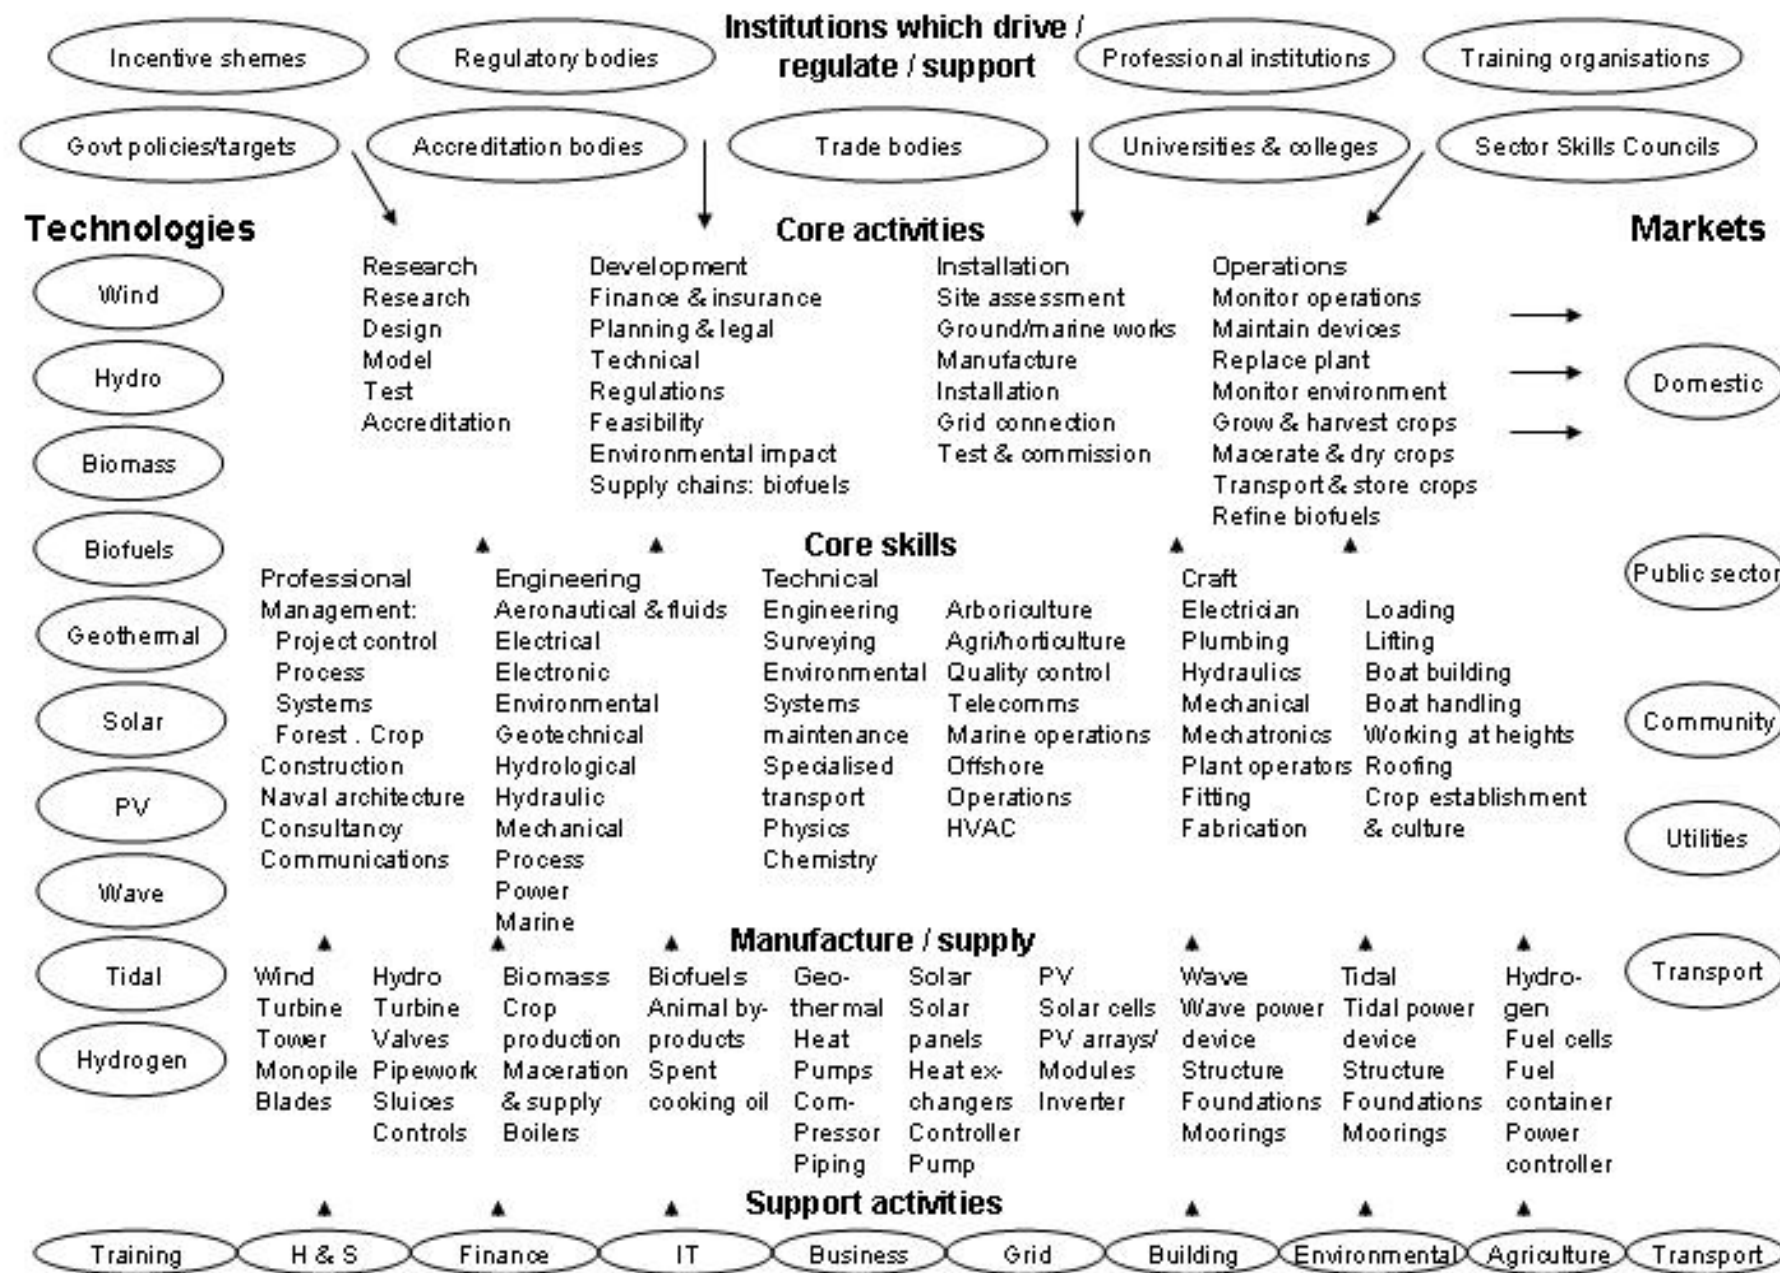 Institutions which drive /
regulate / support
Incentive shemes
Regulatory bodies
Professional institutions
Training organisations
Govt policies/targets
Accreditation bodies
Trade bodies
Universities & colleges
Sector Skills Councils
Technologies
Wind
Hydro
Biomass
Biofuels
Geothermal
Solar
PV
Wave
Tidal
Hydrogen
Core activities
Research
Research
Design
Model
Test
Accreditation
Development
Finance & insurance
Planning & legal
Technical
Regulations
Feasibility
Environmental impact
Supply chains: biofuels
Installation
Site assessment
Ground/marine works
Manufacture
Installation
Grid connection
Test & commission
Operations
Monitor operations
Maintain devices
Replace plant
Monitor environment
Grow & harvest crops
Macerate & dry crops
Transport & store crops
Refine biofuels
Core skills
Professional
Management:
Project control
Process
Systems
Forest . Crop
Construction
Naval architecture
Consultancy
Communications
Engineering
Aeronautical & fluids
Electrical
Electronic
Environmental
Geotechnical
Hydrological
Hydraulic
Mechanical
Process
Power
Marine
Technical
Engineering
Surveying
Environmental
Systems
maintenance
Specialised
transport
Physics
Chemistry
Arboriculture
Agri/horticulture
Quality control
Telecomms
Marine operations
Offshore
Operations
HVAC
Craft
Electrician
Plumbing
Hydraulics
Mechanical
Mechatronics
Plant operators
Fitting
Fabrication
Loading
Lifting
Boat building
Boat handling
Working at heights
Roofing
Crop establishment
& culture
Manufacture / supply
Wind
Turbine
Tower
Monopile
Blades
Hydro
Turbine
Valves
Pipework
Sluices
Controls
Biomass
Crop
production
Maceration
& supply
Boilers
Biofuels
Animal by-
products
Spent
cooking oil
Geo-
thermal
Heat
Pumps
Com-
Pressor
Piping
Solar
Solar
panels
Heat ex-
changers
Controller
Pump
PV
Solar cells
PV arrays/
Modules
Inverter
Wave
Wave power
device
Structure
Foundations
Moorings
Tidal
Tidal power
device
Structure
Foundations
Moorings
Hydro-
gen
Fuel cells
Fuel
container
Power
controller
Markets
Domestic
Public sector
Community
Utilities
Transport
Support activities
Training
H & S
Finance
IT
Business
Grid
Building
Environmental
Agriculture
Transport